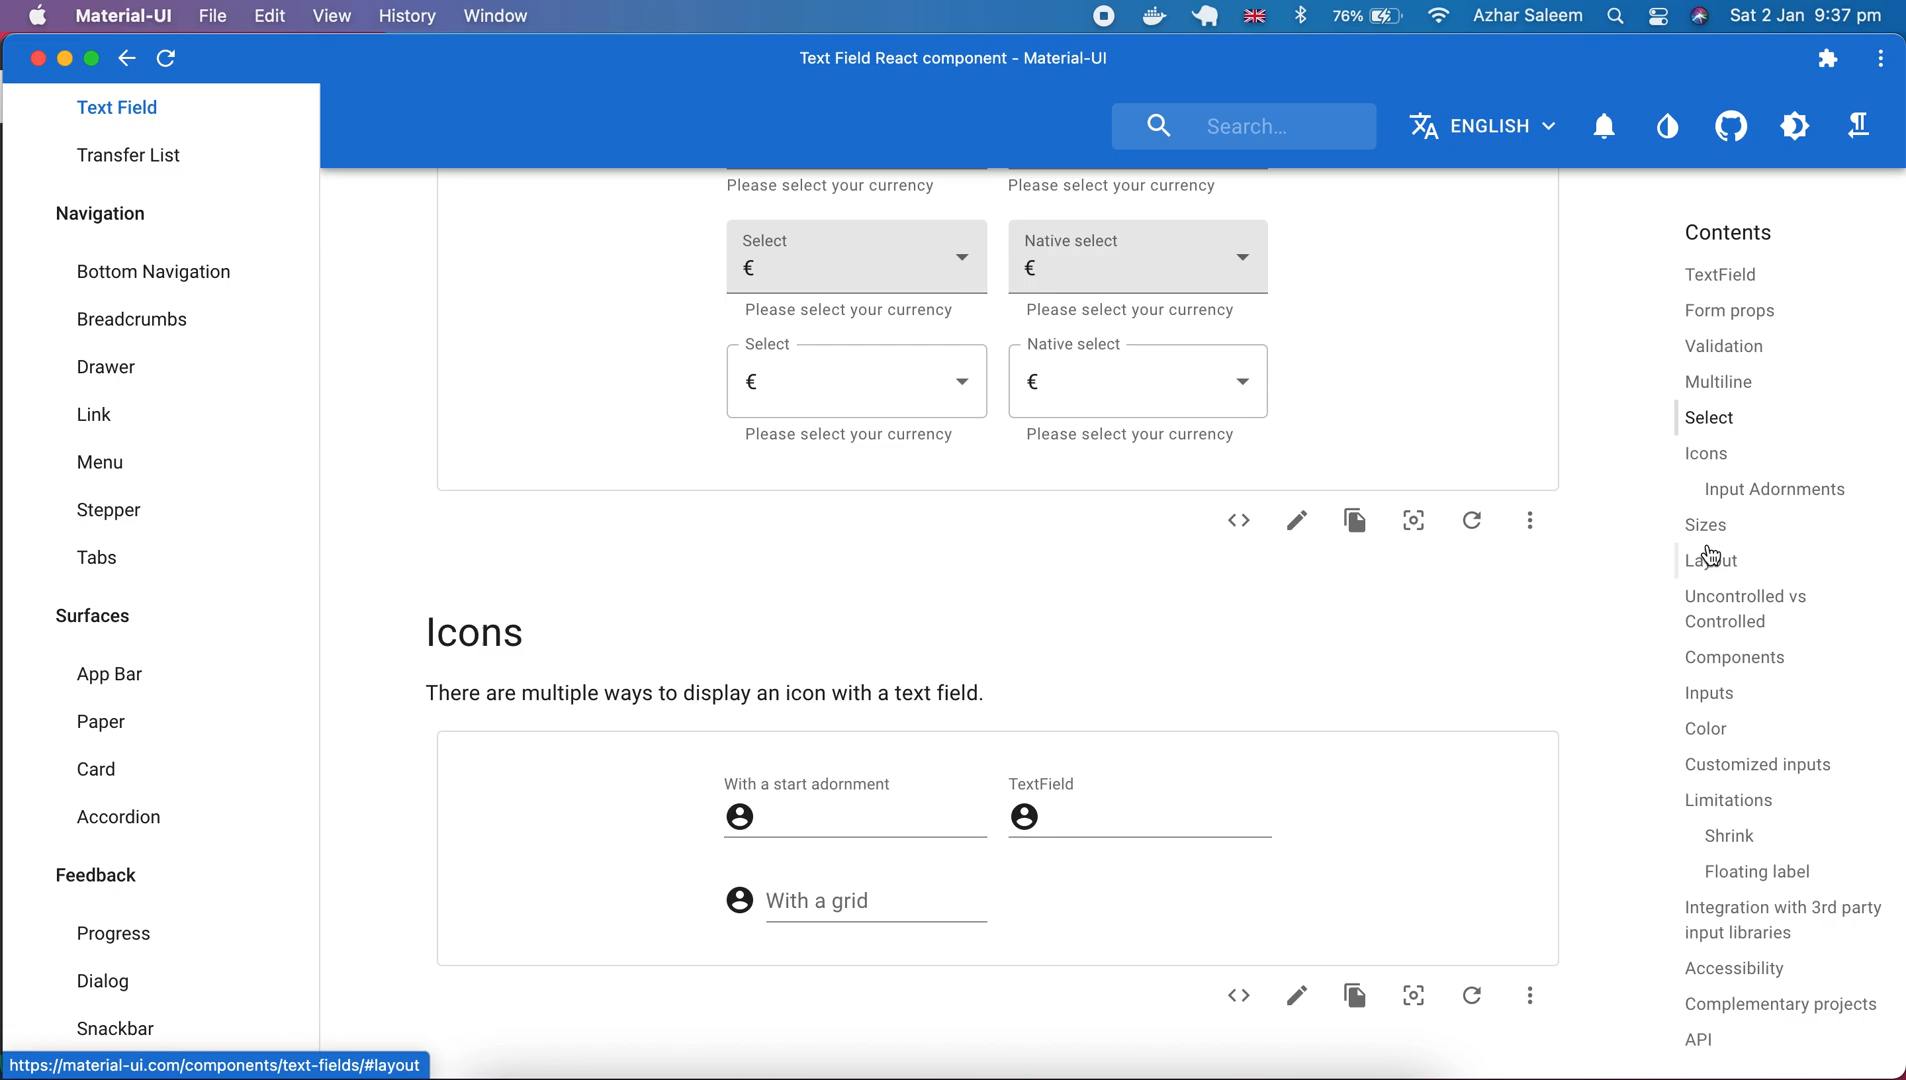 Material-UI File Edit View History Window 76% Azhar Saleem Sat 2 Jan 9:37 pm
Text Field React component - Material-UI
Search... ENGLISH
Text Field
Transfer List
Navigation
Bottom Navigation
Breadcrumbs
Drawer
Link
Menu
Stepper
Tabs
Surfaces
App Bar
Paper
Card
Accordion
Feedback
Progress
Dialog
Snackbar
https://material-ui.com/components/text-fields/#layout
Please select your currency Please select your currency
Select Native select
€ €
Please select your currency Please select your currency
Select Native select
€ €
Please select your currency Please select your currency
Icons
There are multiple ways to display an icon with a text field.
With a start adornment TextField
With a grid
Contents
TextField
Form props
Validation
Multiline
Select
Icons
Input Adornments
Sizes
Layout
Uncontrolled vs
Controlled
Components
Inputs
Color
Customized inputs
Limitations
Shrink
Floating label
Integration with 3rd party
input libraries
Accessibility
Complementary projects
API